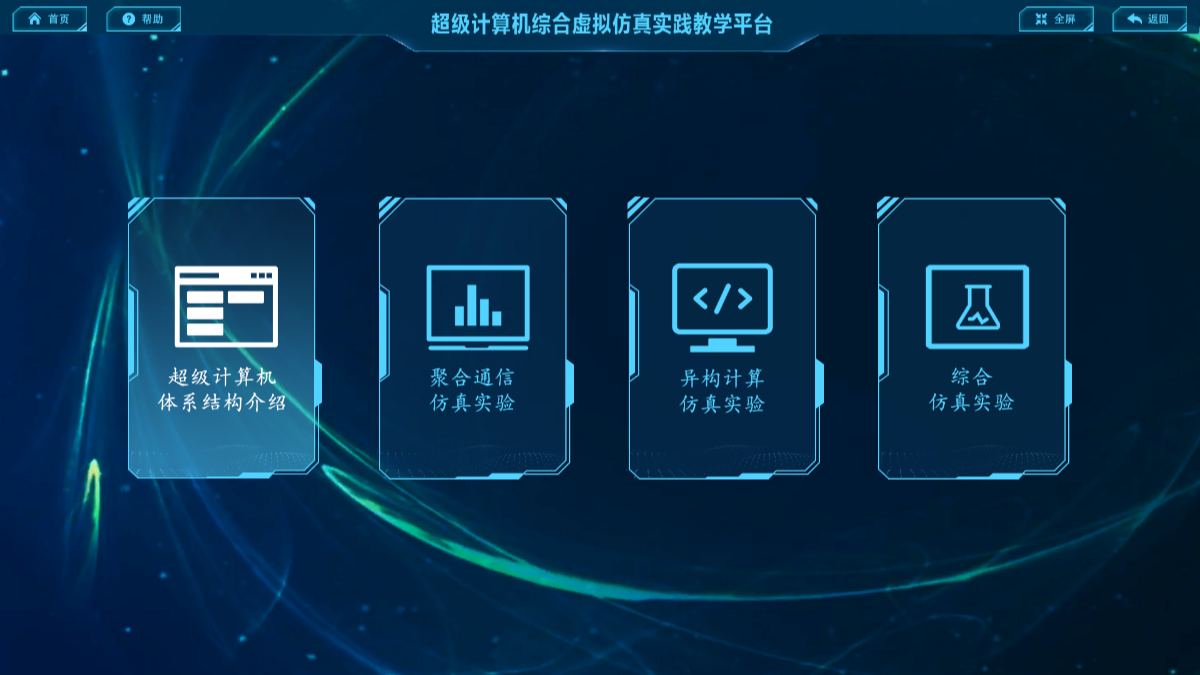 首页
帮助
超级计算机综合虚拟仿真实践教学平台
全屏
返回
超级计算机
体系结构介绍
聚合通信
仿真实验
异构计算
仿真实验
综合
仿真实验